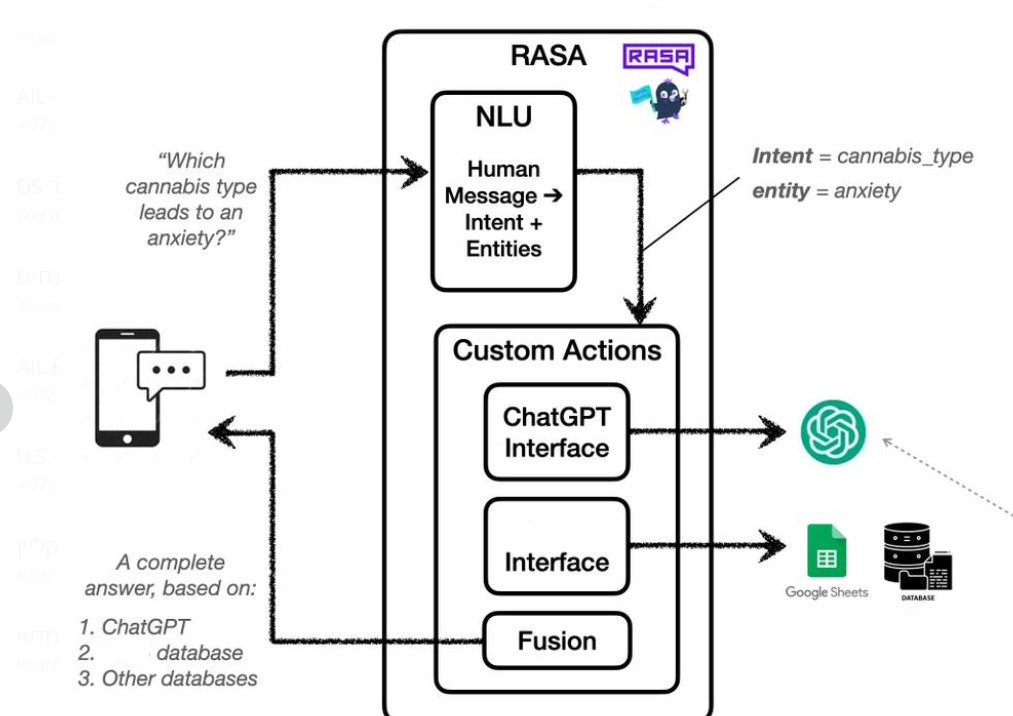 RASA
RASA
NLU
Human
Message ➔
Intent +
Entities
"Which
cannabis type
leads to an
anxiety?"
Intent = cannabis_type
entity = anxiety
Custom Actions
ChatGPT
Interface
Interface
Fusion
Google Sheets
DATABASE
A complete
answer, based on:
1. ChatGPT
2. database
3. Other databases